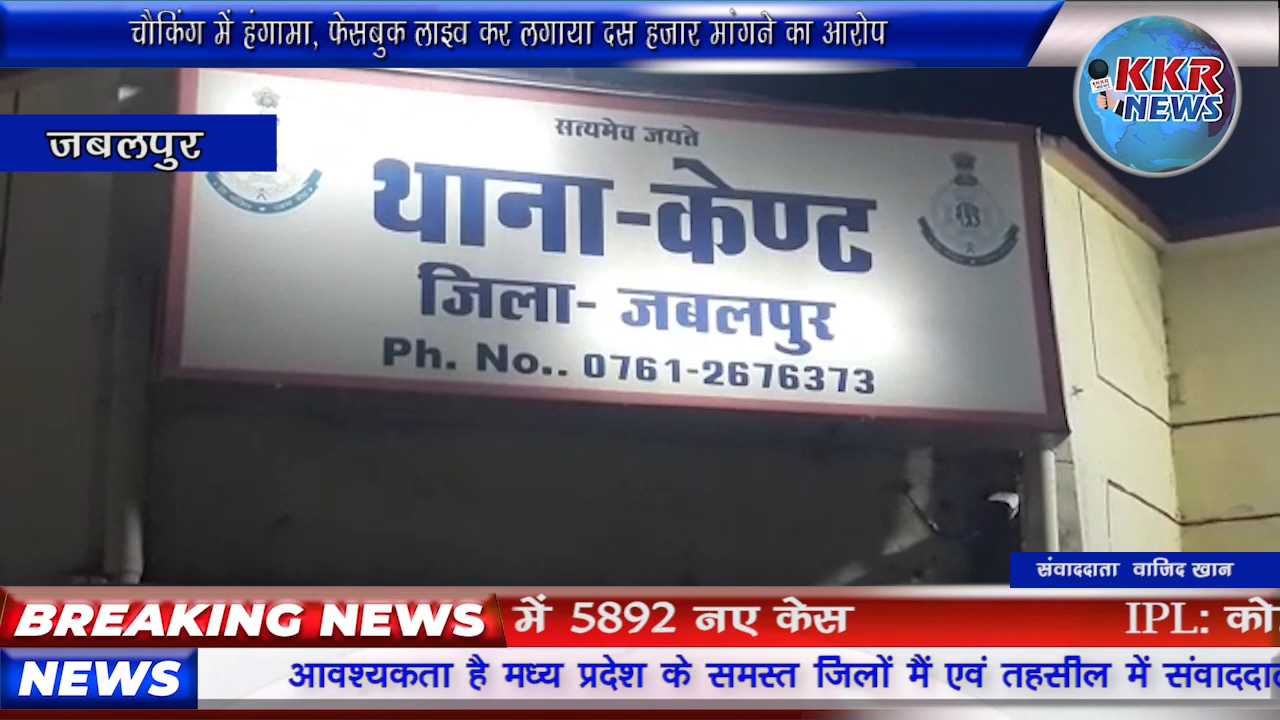 चौकिंग में हंगामा, फेसबुक लाइव कर लगाया दस हजार मांगने का आरोप
KKR
NEWS
जबलपुर
सत्यमेव जयते
थाना-केण्ट
जिला- जबलपुर
Ph. No.. 0761-2676373
संवाददाता वाजिद खान
BREAKING NEWS में 5892 नए केस IPL:
NEWS आवश्यकता है मध्य प्रदेश के समस्त जिलों मैं एवं तहसील में